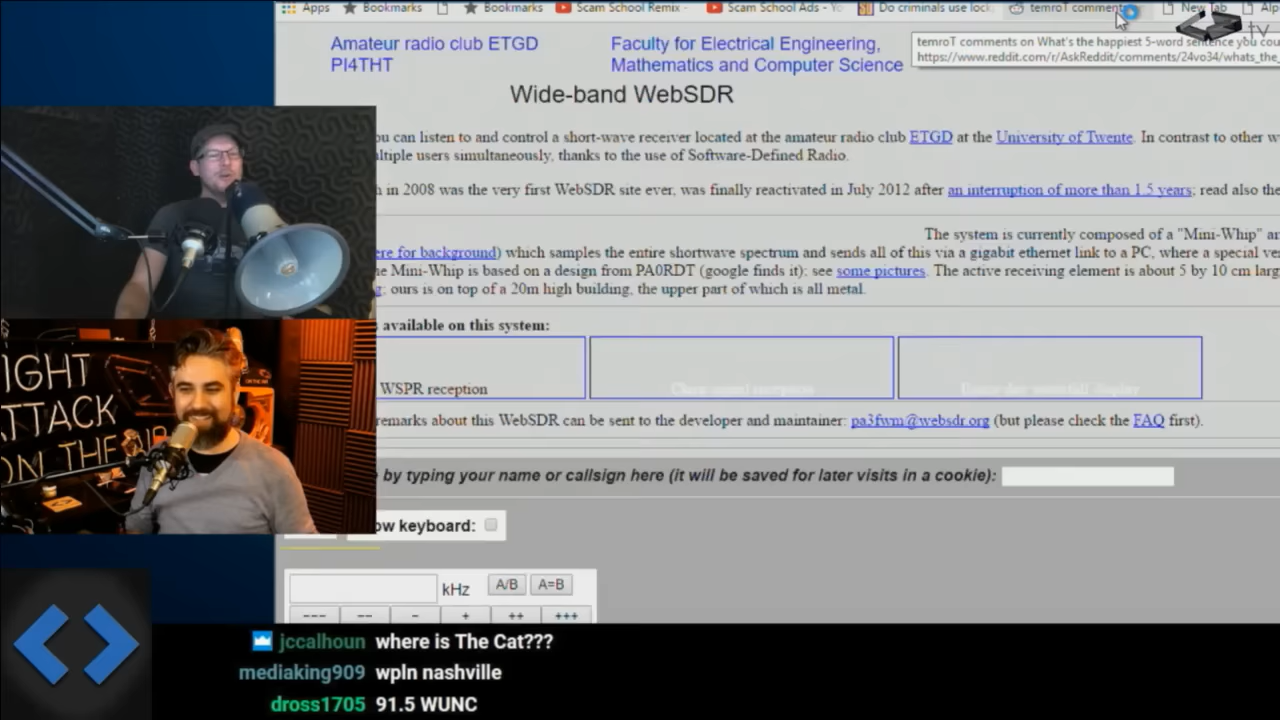 Apps Bookmarks Bookmarks Scam School Remix - Scam School Ads - Yo Do criminals use lock temroT comment New Tab Alp
tv
temroT comments on What's the happiest 5-word sentence you cou
https://www.reddit.com/r/AskReddit/comments/24vo34/whats_the_
Amateur radio club ETGD
PI4THT
Faculty for Electrical Engineering,
Mathematics and Computer Science
Wide-band WebSDR
ou can listen to and control a short-wave receiver located at the amateur radio club ETGD at the University of Twente. In contrast to other w
ltiple users simultaneously, thanks to the use of Software-Defined Radio.
h in 2008 was the very first WebSDR site ever, was finally reactivated in July 2012 after an interruption of more than 1.5 years; read also the
The system is currently composed of a "Mini-Whip" an
ere for background) which samples the entire shortwave spectrum and sends all of this via a gigabit ethernet link to a PC, where a special ve
e Mini-Whip is based on a design from PA0RDT (google finds it); see some pictures. The active receiving element is about 5 by 10 cm larg
g; ours is on top of a 20m high building, the upper part of which is all metal.
s available on this system:
WSPR reception
emarks about this WebSDR can be sent to the developer and maintainer: pa3fwm@websdr.org (but please check the FAQ first).
by typing your name or callsign here (it will be saved for later visits in a cookie):
ow keyboard:
kHz A/B A=B
--- -- - + ++ +++
IGHT
TTACK
ON THE AIR
jccalhoun where is The Cat???
mediaking909 wpln nashville
dross1705 91.5 WUNC